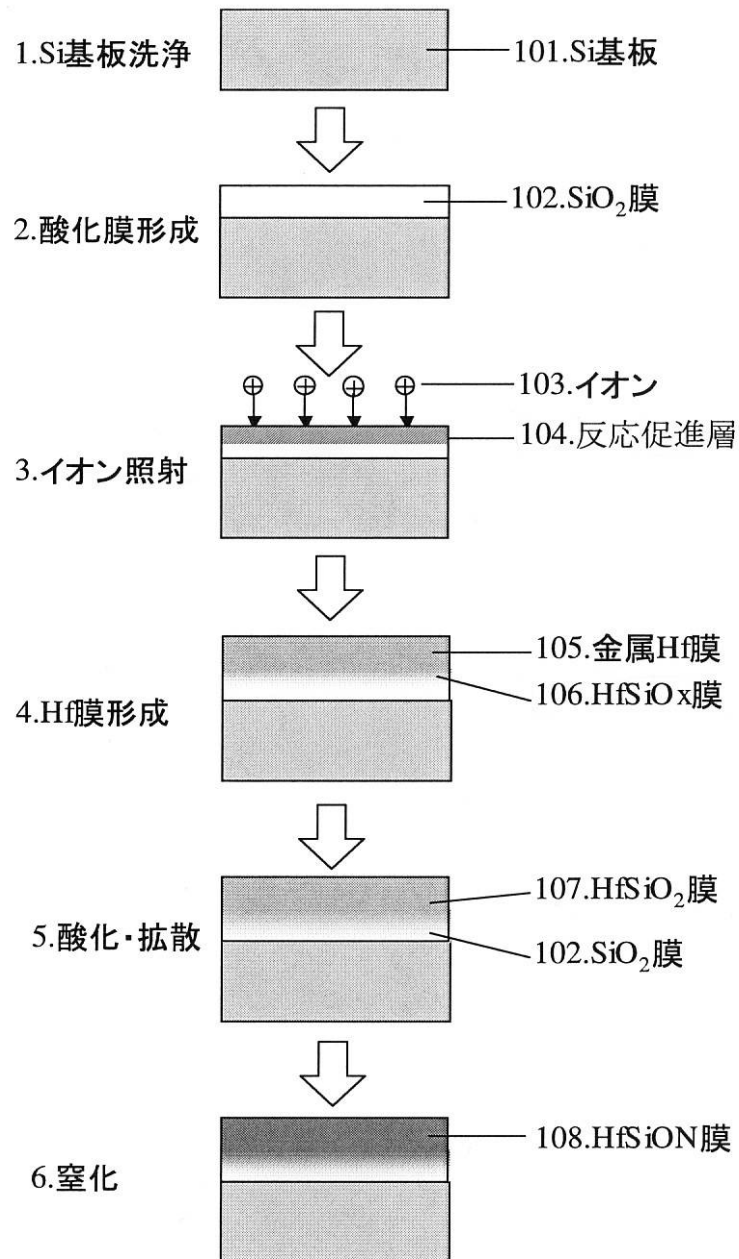 1.Si基板洗浄
101.Si基板
102.SiO₂膜
2.酸化膜形成
103.イオン
104.反応促進層
3.イオン照射
105.金属Hf膜
106.HfSiOx膜
4.Hf膜形成
107.HfSiO₂膜
5.酸化・拡散
102.SiO₂膜
108.HfSiON膜
6.窒化